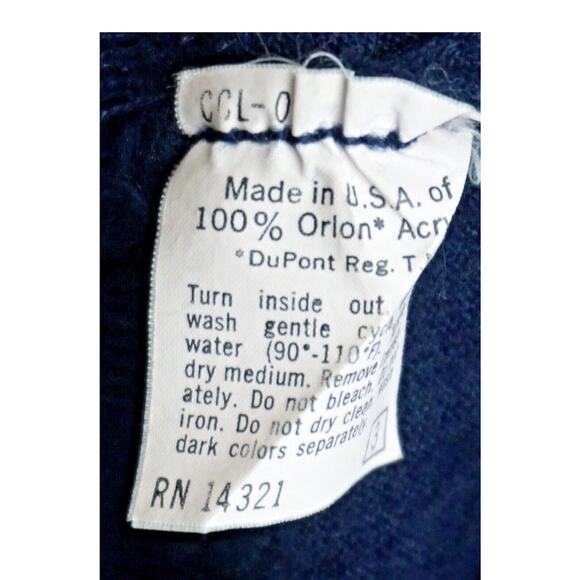 CCL-0
Made in U.S.A. of
100% Orlon* Acry
*DuPont Reg. T.
Turn inside out.
wash gentle cycle
water (90°-110°F).
dry medium. Remove
ately. Do not bleach.
iron. Do not dry clean.
dark colors separately.
3
RN 14321